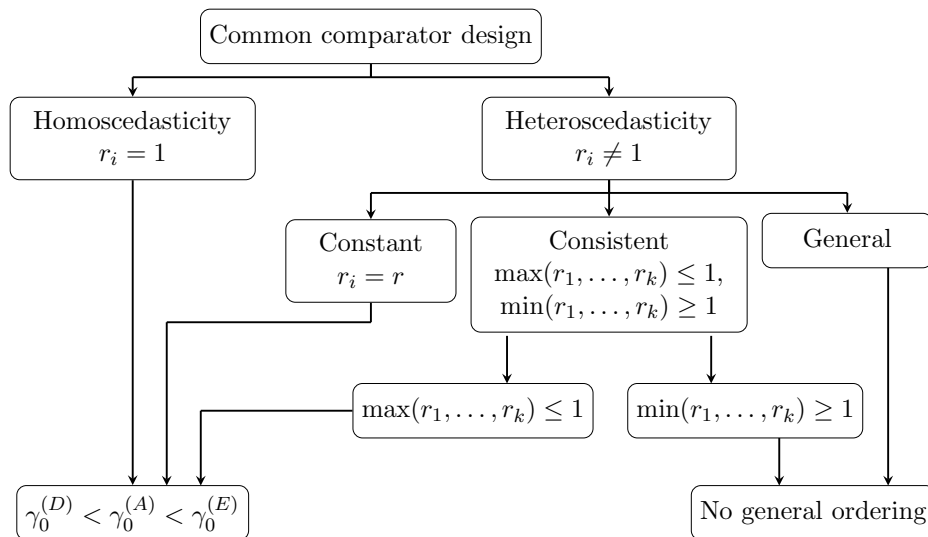 Common comparator design
Homoscedasticity
r_i = 1
Heteroscedasticity
r_i ≠ 1
Constant
r_i = r
Consistent
max(r_1, . . . , r_k) ≤ 1,
min(r_1, . . . , r_k) ≥ 1
General
max(r_1, . . . , r_k) ≤ 1
min(r_1, . . . , r_k) ≥ 1
γ_0^{(D)} < γ_0^{(A)} < γ_0^{(E)}
No general ordering